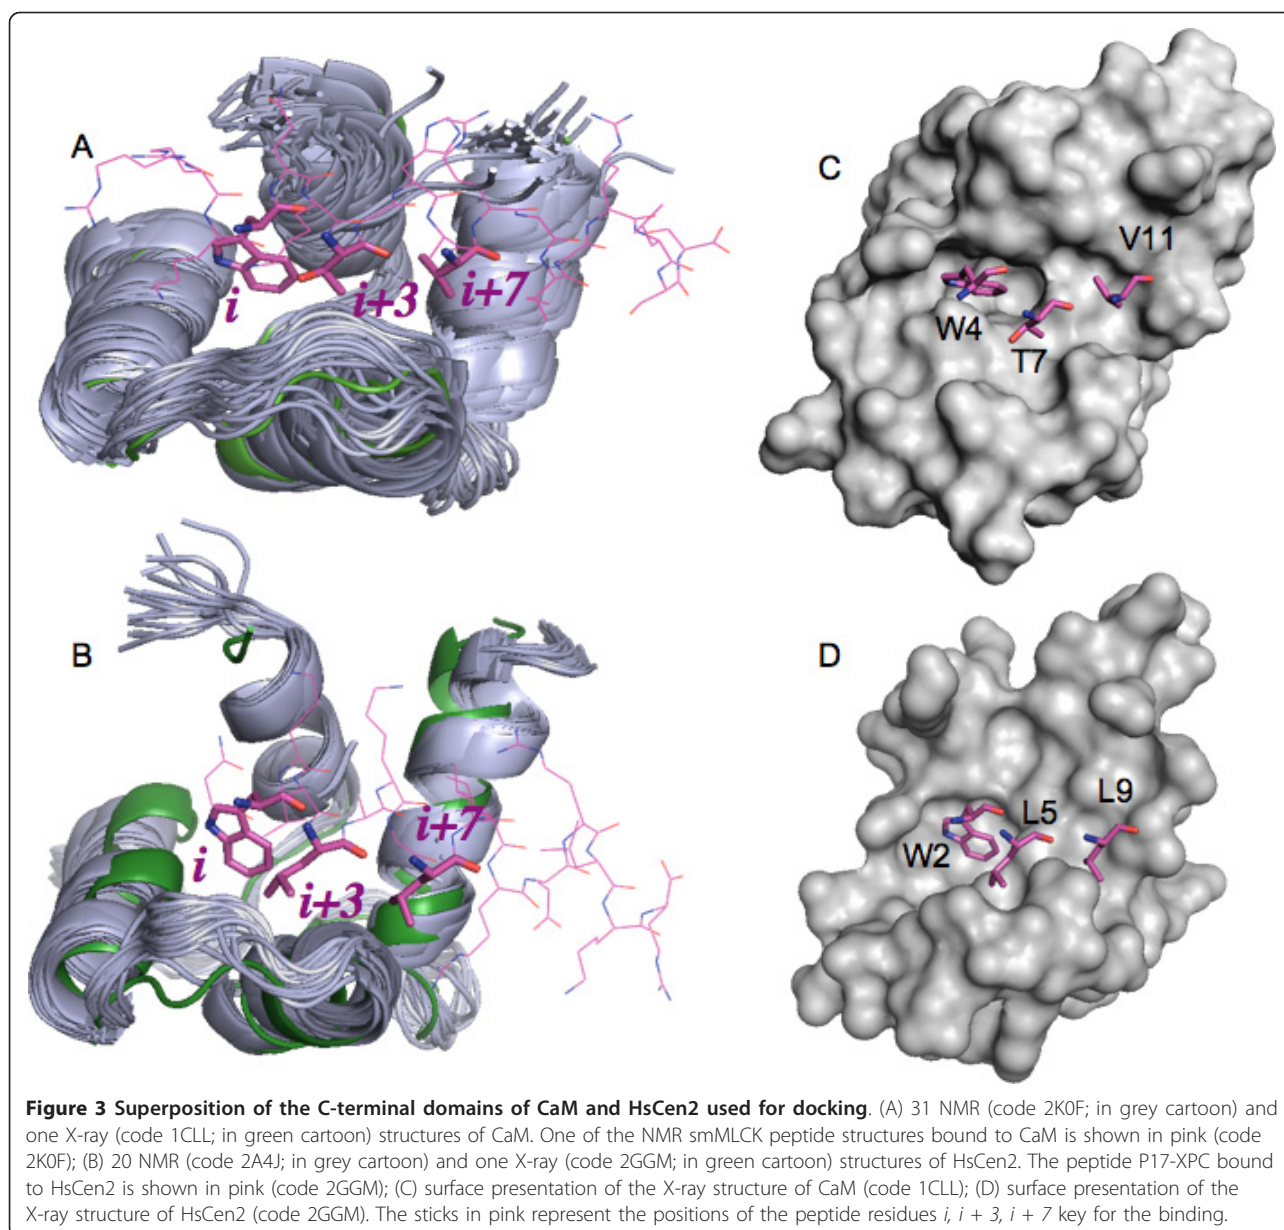 A
i
i+3
i+7
C
V11
W4
T7
B
i
i+3
i+7
D
L5
L9
W2
Figure 3 Superposition of the C-terminal domains of CaM and HsCen2 used for docking. (A) 31 NMR (code 2K0F; in grey cartoon) and
one X-ray (code 1CLL; in green cartoon) structures of CaM. One of the NMR smMLCK peptide structures bound to CaM is shown in pink (code
2K0F); (B) 20 NMR (code 2A4J; in grey cartoon) and one X-ray (code 2GGM; in green cartoon) structures of HsCen2. The peptide P17-XPC bound
to HsCen2 is shown in pink (code 2GGM); (C) surface presentation of the X-ray structure of CaM (code 1CLL); (D) surface presentation of the
X-ray structure of HsCen2 (code 2GGM). The sticks in pink represent the positions of the peptide residues i, i + 3, i + 7 key for the binding.